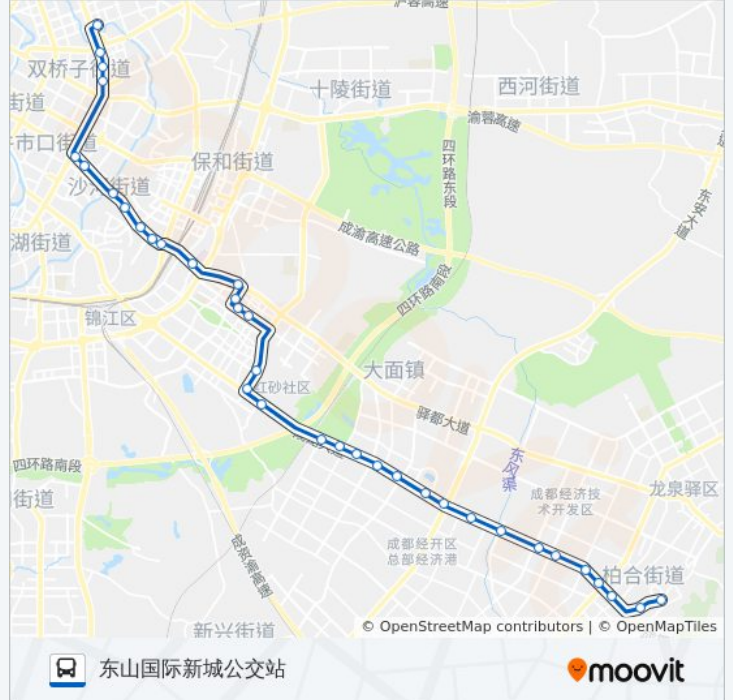 沪蓉高速
双桥子街道
十陵街道
西河街道
街道
渝蓉高速
牛市口街道
保和街道
四环路东段
沙河街道
东安大道
湖街道
成渝高速公路
四环路南段
锦江区
大面镇
红砂社区
驿都大道
四环路南段
东风渠
龙泉驿区
街道
成都经济技
术开发区
成都经开区
总部经济港
成资渝高速
柏合街道
新兴街道
© OpenStreetMap contributors | © OpenMapTiles
东山国际新城公交站
moovit